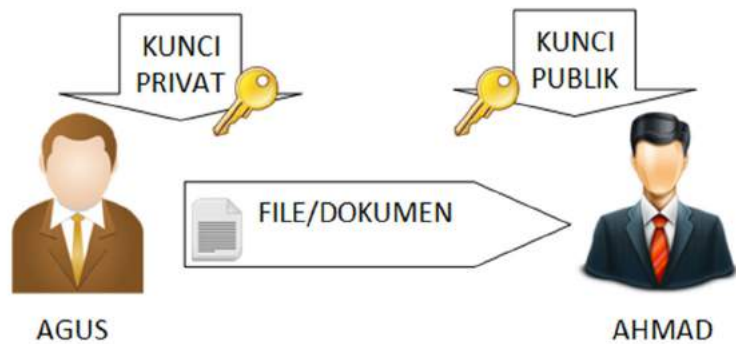 KUNCI
PRIVAT
KUNCI
PUBLIK
FILE/DOKUMEN
AGUS
AHMAD